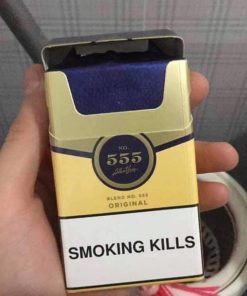 NO.
555
BLEND NO. 555
ORIGINAL
SMOKING KILLS